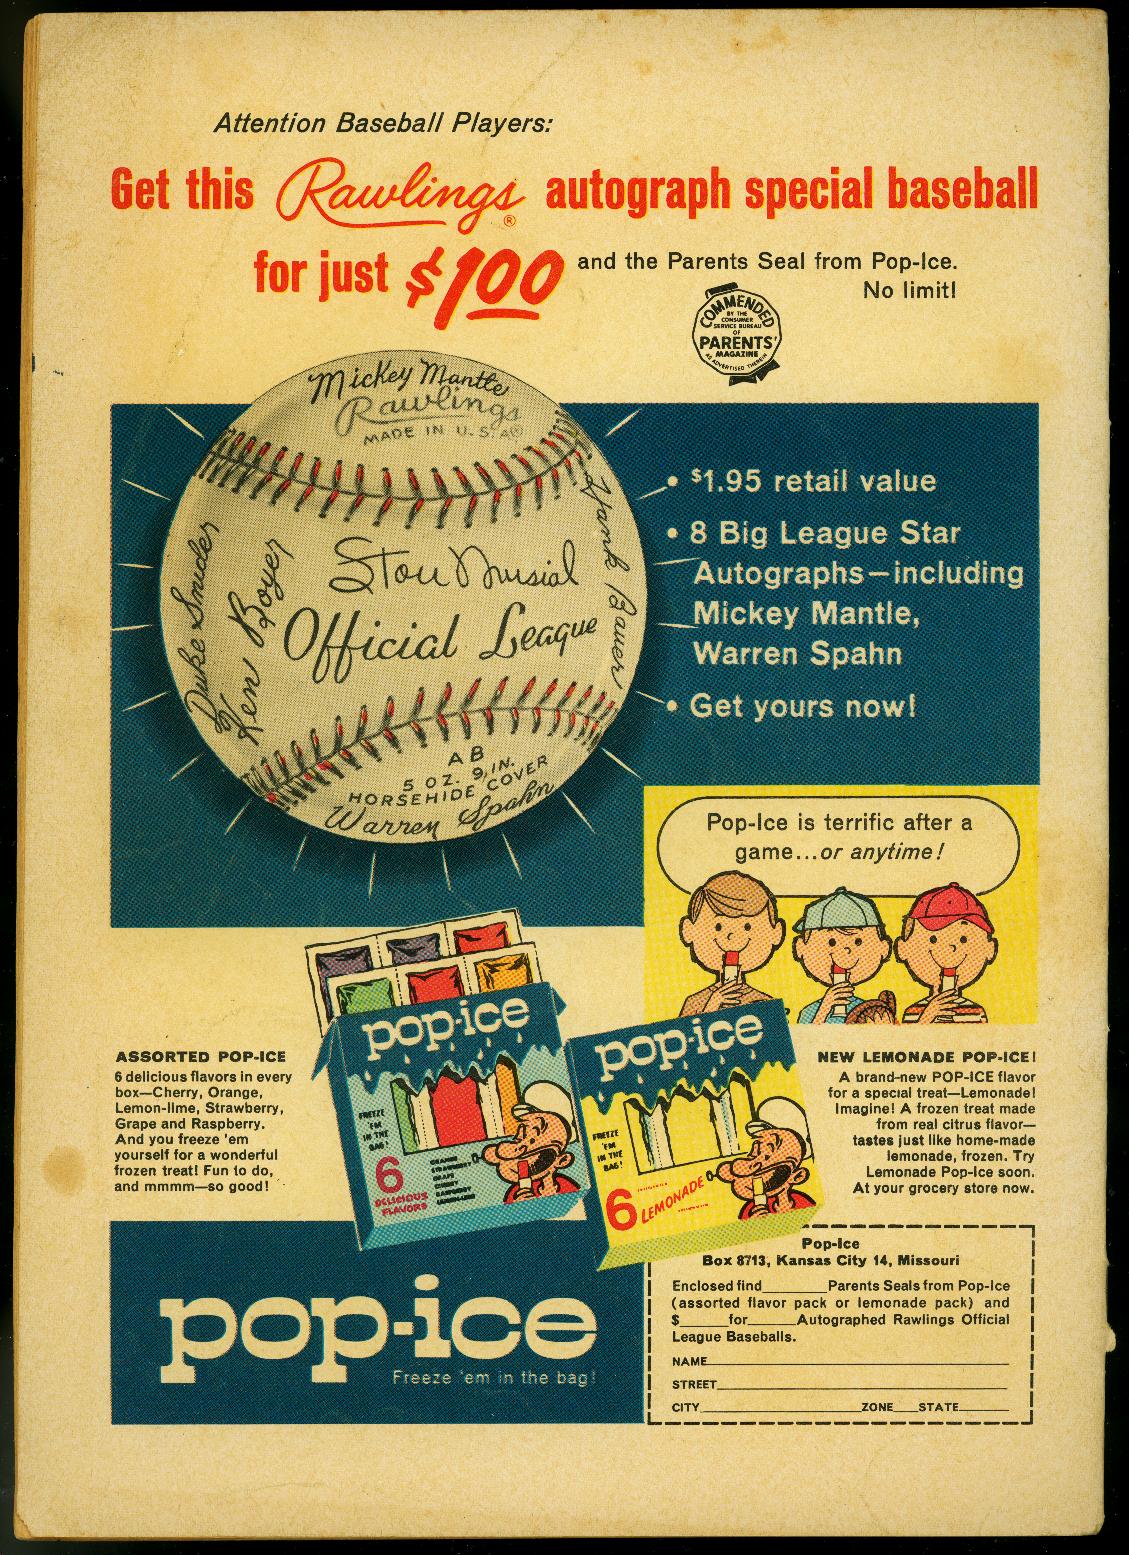 Attention Baseball Players:
Get this Rawlings® autograph special baseball
for just $1.00 and the Parents Seal from Pop-Ice.
No limit!
COMMENDED
BY THE
CONSUMER
SERVICE BUREAU
OF
PARENTS'
MAGAZINE
AS ADVERTISED THEREIN
Mickey Mantle
Rawlings
MADE IN U.S.A®
Duke Snider
Ken Boyer
Stan Musial
Official League
Hank Bauer
AB
5 OZ. 9 IN.
HORSEHIDE COVER
Warren Spahn
• $1.95 retail value
• 8 Big League Star
Autographs—including
Mickey Mantle,
Warren Spahn
• Get yours now!
Pop-Ice is terrific after a
game...or anytime!
pop-ice
FREEZE
'EM
IN THE
BAG!
6
DELICIOUS
FLAVORS
ORANGE
STRAWBERRY
GRAPE
CHERRY
RASPBERRY
LEMON-LIME
pop-ice
FREEZE
'EM
IN THE
BAG!
6 LEMONADE
ASSORTED POP-ICE
6 delicious flavors in every
box—Cherry, Orange,
Lemon-lime, Strawberry,
Grape and Raspberry.
And you freeze 'em
yourself for a wonderful
frozen treat! Fun to do,
and mmmm—so good!
NEW LEMONADE POP-ICE!
A brand-new POP-ICE flavor
for a special treat—Lemonade!
Imagine! A frozen treat made
from real citrus flavor—
tastes just like home-made
lemonade, frozen. Try
Lemonade Pop-Ice soon.
At your grocery store now.
pop-ice
Freeze 'em in the bag!
Pop-Ice
Box 8713, Kansas City 14, Missouri
Enclosed find________Parents Seals from Pop-Ice
(assorted flavor pack or lemonade pack) and
$______for______Autographed Rawlings Official
League Baseballs.
NAME
STREET
CITY ZONE STATE